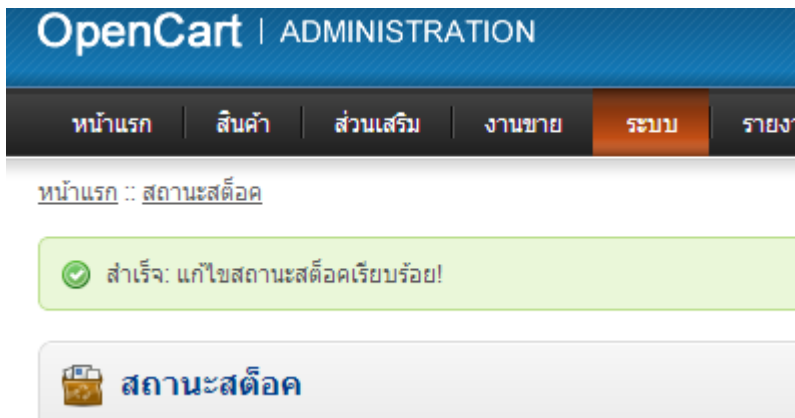 OpenCart | ADMINISTRATION
หน้าแรก สินค้า ส่วนเสริม งานขาย ระบบ รายง
หน้าแรก :: สถานะสต็อค
สำเร็จ: แก้ไขสถานะสต็อคเรียบร้อย!
สถานะสต็อค